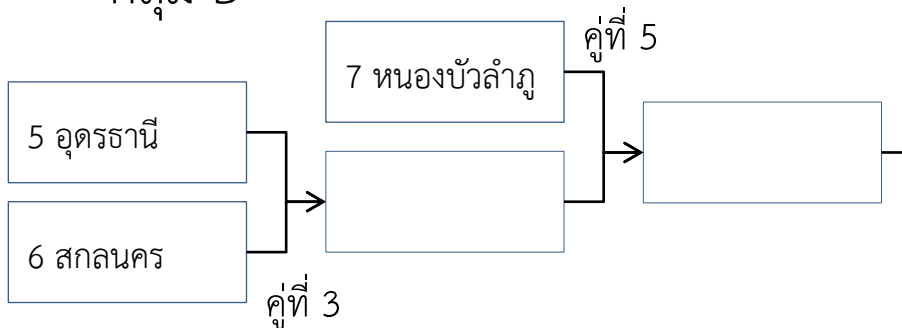 คู่ที่ 5
7 หนองบัวลำภู
5 อุดรธานี
6 สกลนคร
คู่ที่ 3